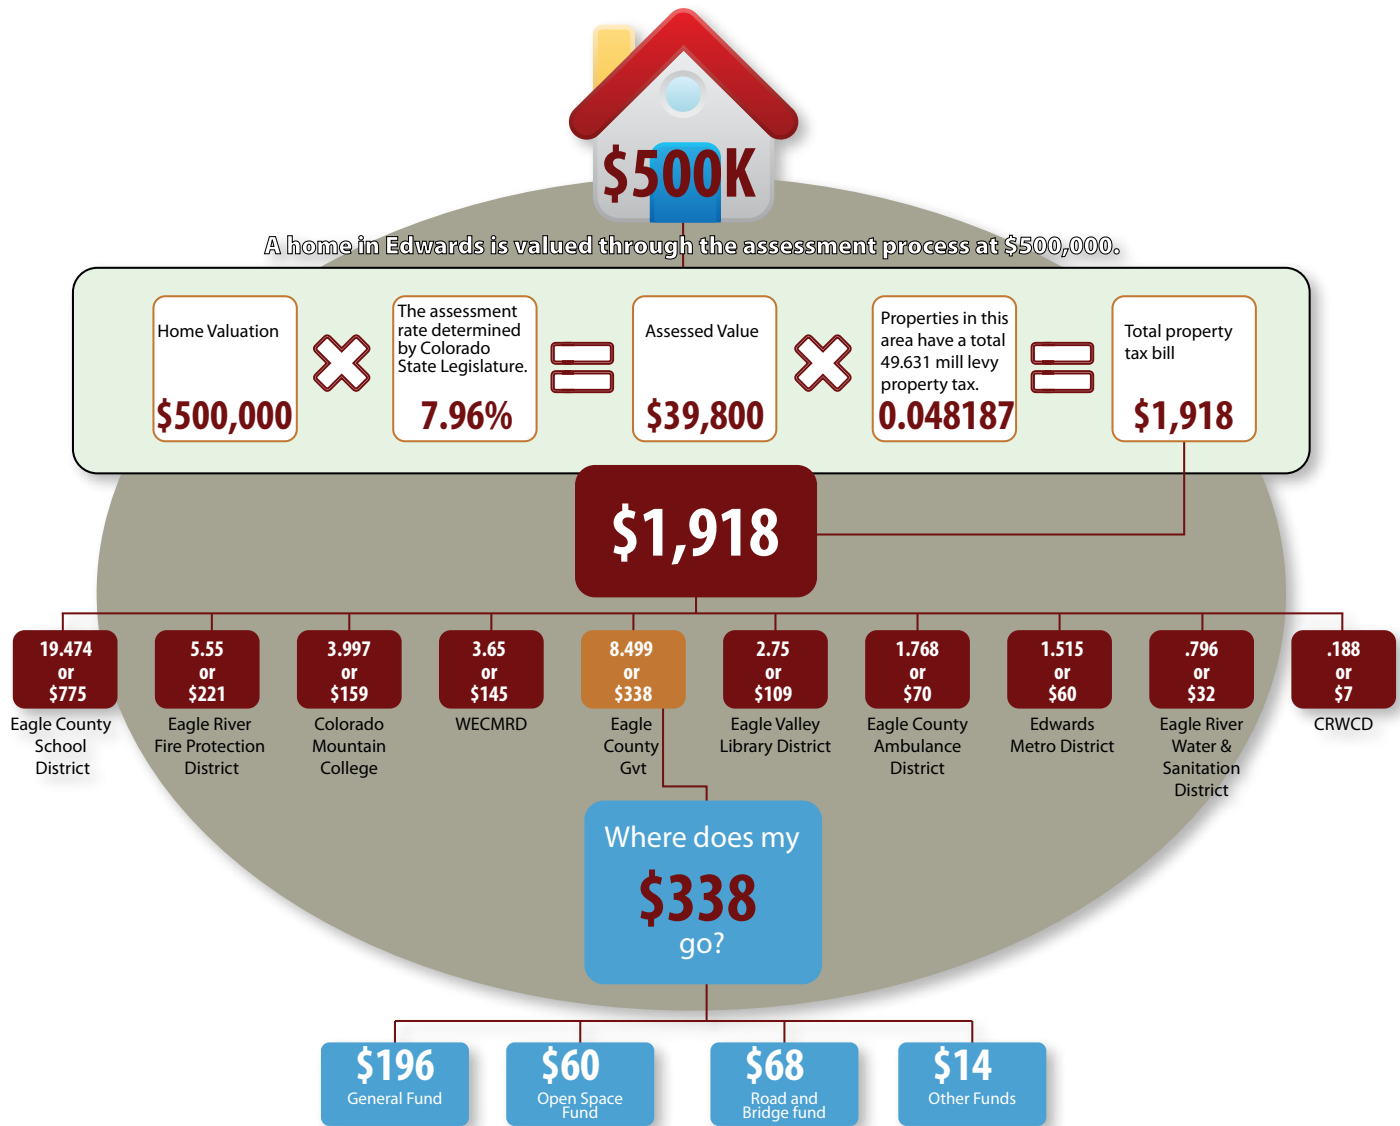 $500K
A home in Edwards is valued through the assessment process at $500,000.
Home Valuation
$500,000
The assessment
rate determined
by Colorado
State Legislature.
7.96%
Assessed Value
$39,800
Properties in this
area have a total
49.631 mill levy
property tax.
0.048187
Total property
tax bill
$1,918
$1,918
19.474
or
$775
Eagle County
School
District
5.55
or
$221
Eagle River
Fire Protection
District
3.997
or
$159
Colorado
Mountain
College
3.65
or
$145
WECMRD
8.499
or
$338
Eagle
County
Gvt
2.75
or
$109
Eagle Valley
Library District
1.768
or
$70
Eagle County
Ambulance
District
1.515
or
$60
Edwards
Metro District
.796
or
$32
Eagle River
Water &
Sanitation
District
.188
or
$7
CRWCD
Where does my
$338
go?
$196
General Fund
$60
Open Space
Fund
$68
Road and
Bridge fund
$14
Other Funds